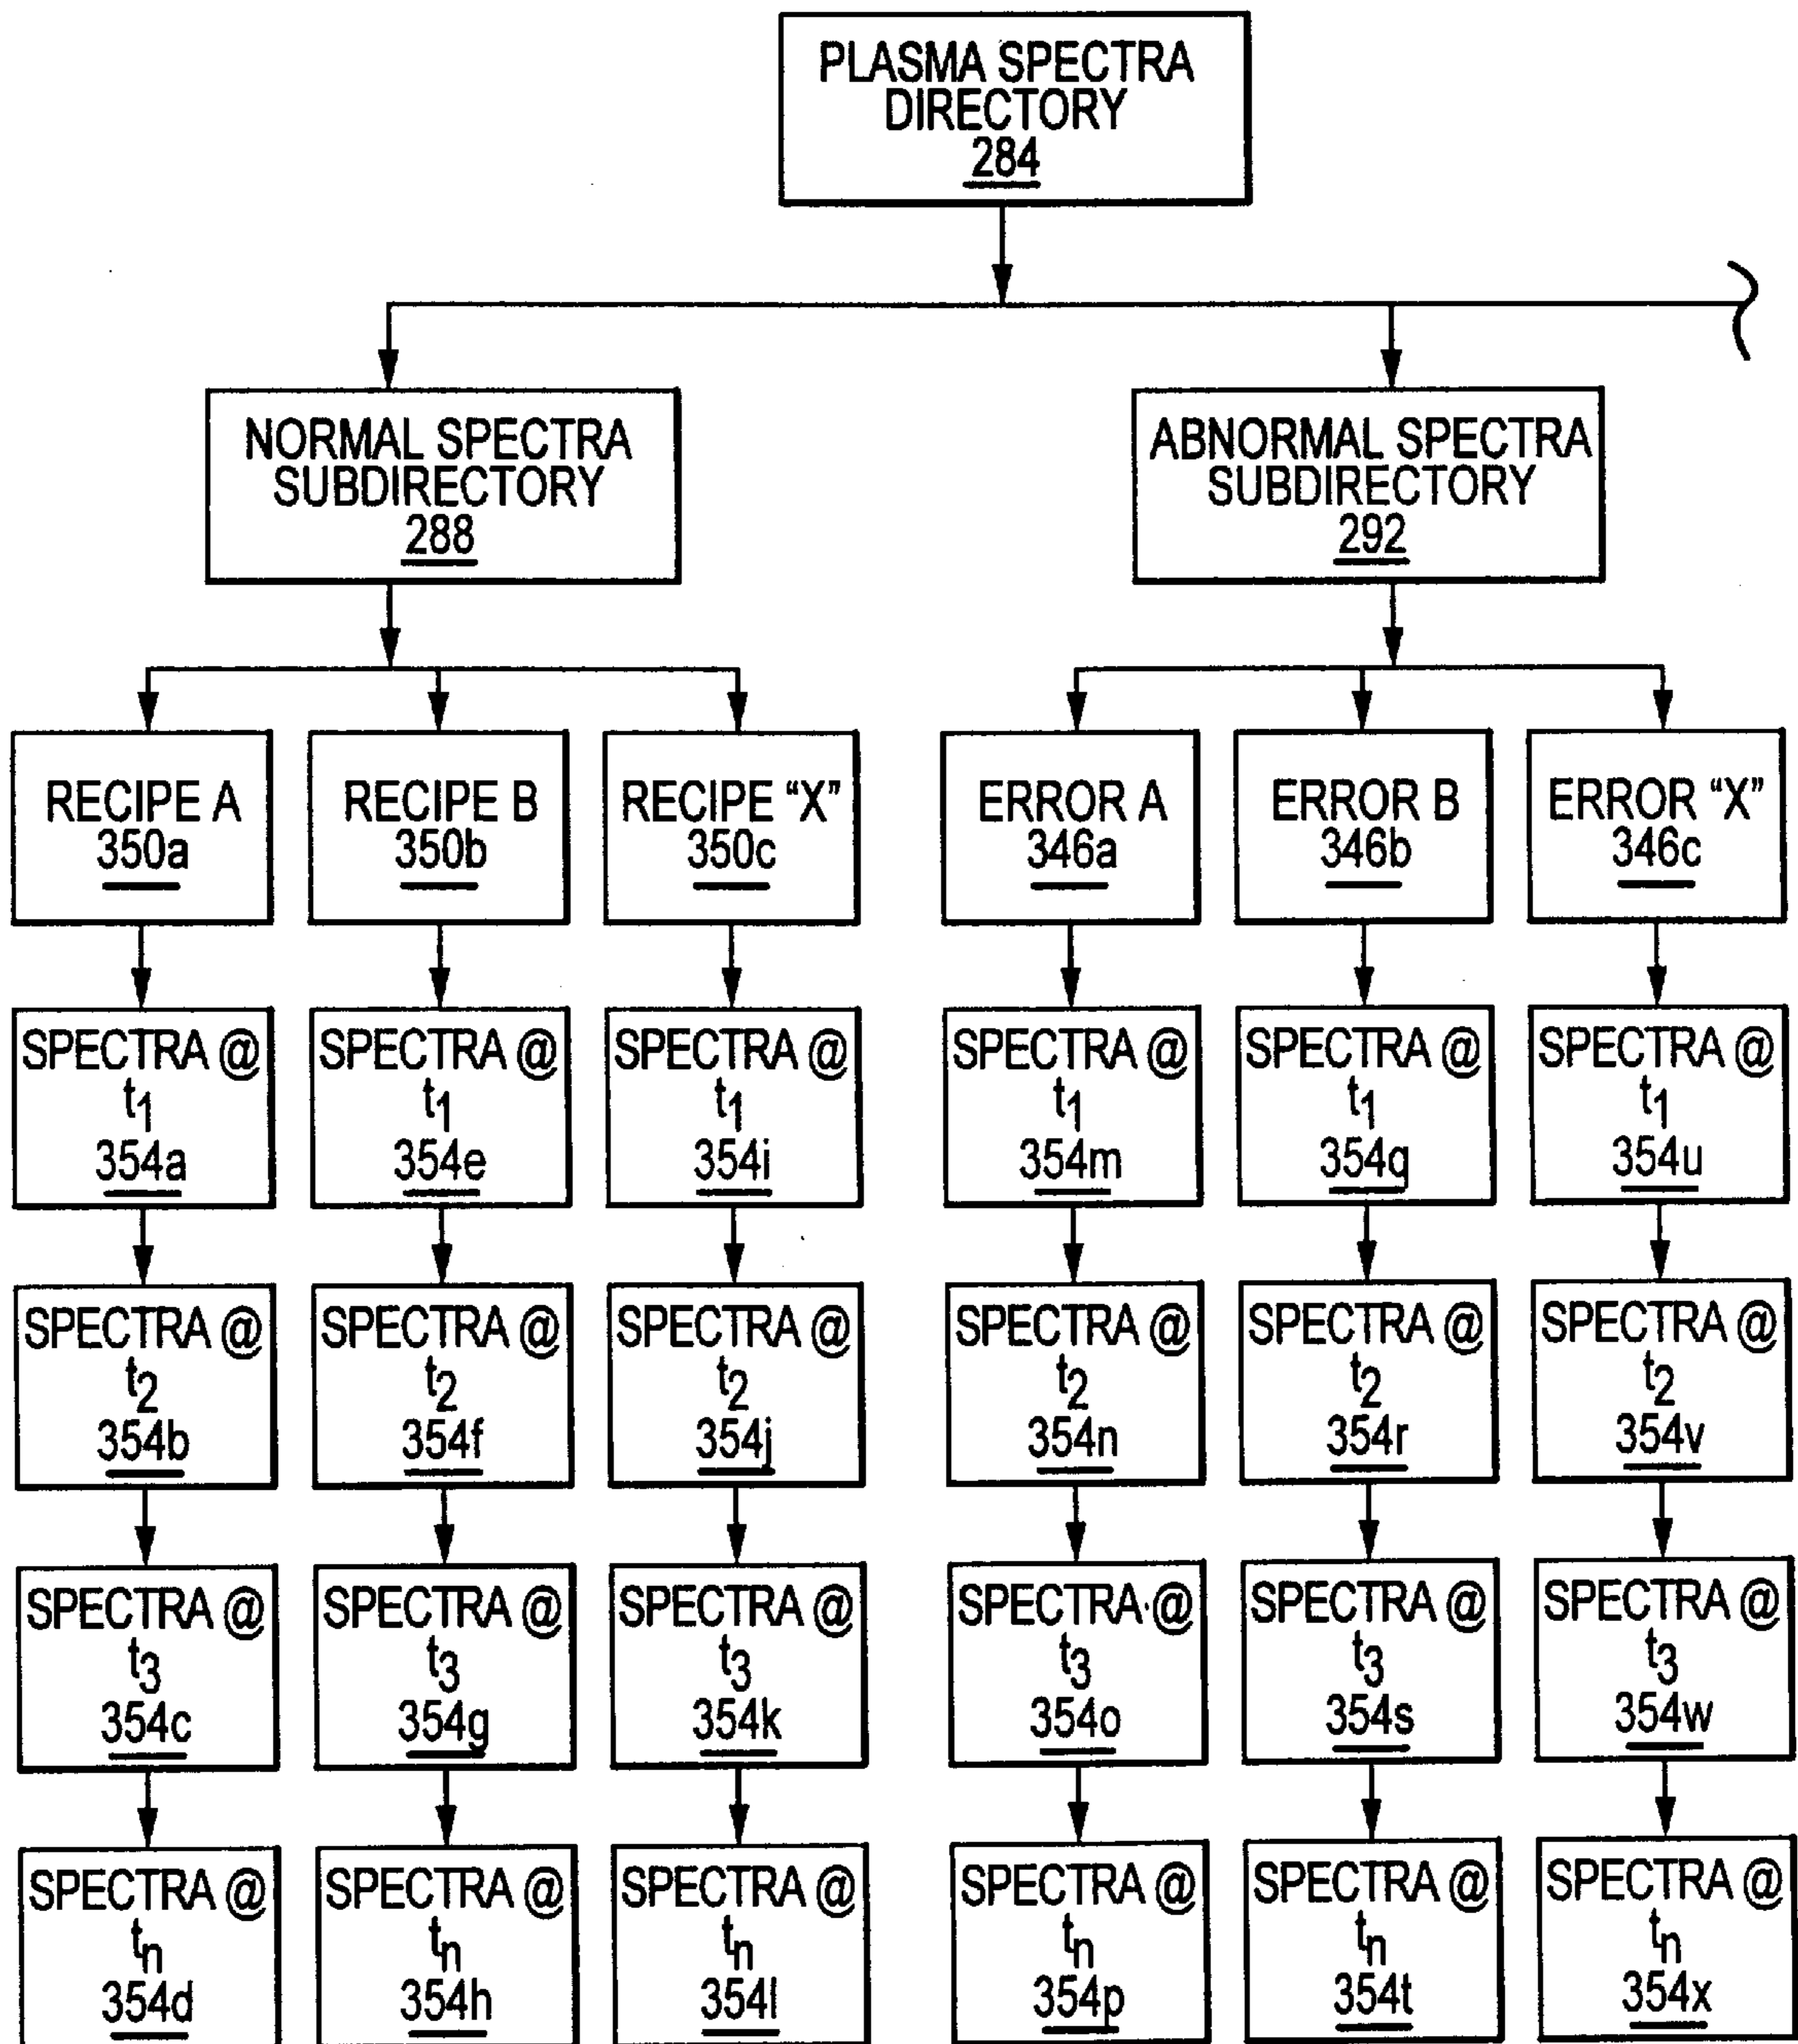 PLASMA SPECTRA
DIRECTORY
284
NORMAL SPECTRA
SUBDIRECTORY
288
ABNORMAL SPECTRA
SUBDIRECTORY
292
RECIPE A
350a
RECIPE B
350b
RECIPE “X”
350c
ERROR A
346a
ERROR B
346b
ERROR “X”
346c
SPECTRA @
t1
354a
SPECTRA @
t1
354e
SPECTRA @
t1
354i
SPECTRA @
t1
354m
SPECTRA @
t1
354q
SPECTRA @
t1
354u
SPECTRA @
t2
354b
SPECTRA @
t2
354f
SPECTRA @
t2
354j
SPECTRA @
t2
354n
SPECTRA @
t2
354r
SPECTRA @
t2
354v
SPECTRA @
t3
354c
SPECTRA @
t3
354g
SPECTRA @
t3
354k
SPECTRA @
t3
354o
SPECTRA @
t3
354s
SPECTRA @
t3
354w
SPECTRA @
tn
354d
SPECTRA @
tn
354h
SPECTRA @
tn
354l
SPECTRA @
tn
354p
SPECTRA @
tn
354t
SPECTRA @
tn
354x